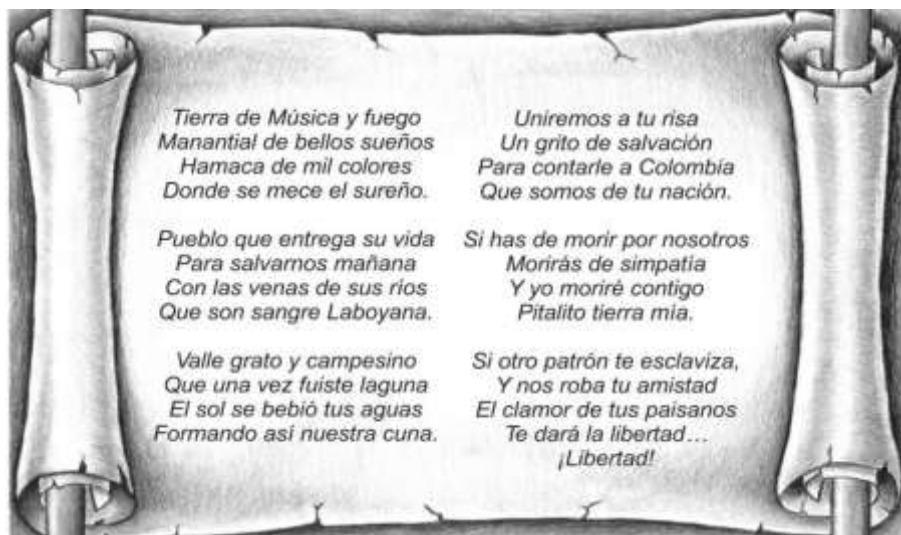 Tierra de Música y fuego
Manantial de bellos sueños
Hamaca de mil colores
Donde se mece el sureño.
Pueblo que entrega su vida
Para salvarnos mañana
Con las venas de sus ríos
Que son sangre Laboyana.
Valle grato y campesino
Que una vez fuiste laguna
El sol se bebió tus aguas
Formando así nuestra cuna.
Uniremos a tu risa
Un grito de salvación
Para contarle a Colombia
Que somos de tu nación.
Si has de morir por nosotros
Morirás de simpatía
Y yo moriré contigo
Pitalito tierra mía.
Si otro patrón te esclaviza,
Y nos roba tu amistad
El clamor de tus paisanos
Te dará la libertad…
¡Libertad!